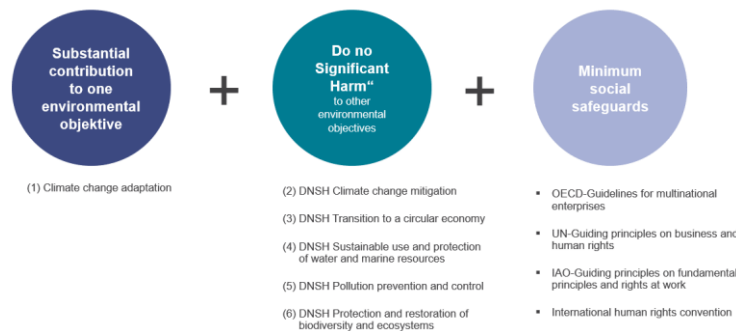 Substantial
contribution
to one
environmental
objektive
+
Do no
Significant
Harm“
to other
environmental
objectives
+
Minimum
social
safeguards
(1) Climate change adaptation
(2) DNSH Climate change mitigation
(3) DNSH Transition to a circular economy
(4) DNSH Sustainable use and protection
of water and marine resources
(5) DNSH Pollution prevention and control
(6) DNSH Protection and restoration of
biodiversity and ecosystems
▪ OECD-Guidelines for multinational
enterprises
▪ UN-Guiding principles on business and
human rights
▪ IAO-Guiding principles on fundamental
principles and rights at work
▪ International human rights convention